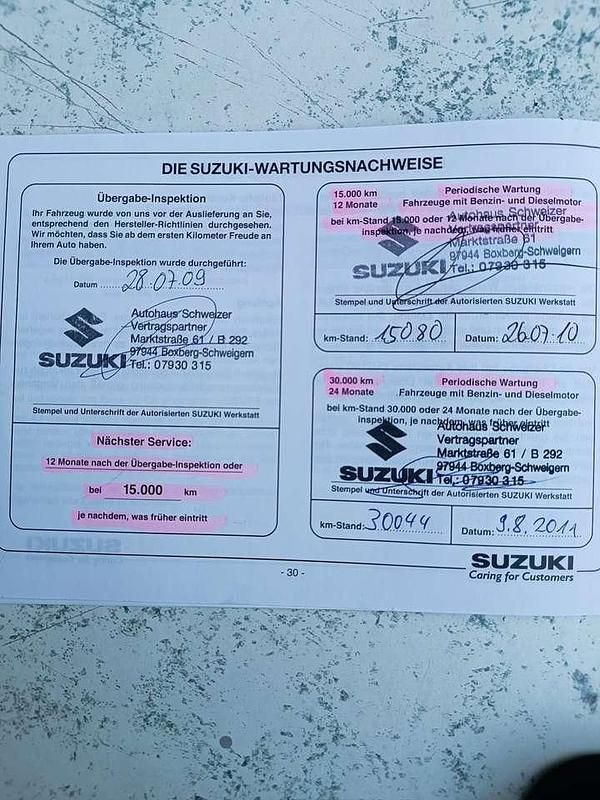 DIE SUZUKI-WARTUNGSNACHWEISE
Übergabe-Inspektion
Ihr Fahrzeug wurde von uns vor der Auslieferung an Sie,
entsprechend den Hersteller-Richtlinien durchgesehen.
Wir möchten, dass Sie ab dem ersten Kilometer Freude an
Ihrem Auto haben.
Die Übergabe-Inspektion wurde durchgeführt:
Datum 28.07.09
Autohaus Schweizer
Vertragspartner
Marktstraße 61 / B 292
97944 Boxberg-Schweigern
SUZUKI Tel.: 07930 315
Stempel und Unterschrift der Autorisierten SUZUKI Werkstatt
Nächster Service:
12 Monate nach der Übergabe-Inspektion oder
bei 15.000 km
je nachdem, was früher eintritt
15.000 km Periodische Wartung
12 Monate Fahrzeuge mit Benzin- und Dieselmotor
bei km-Stand 15.000 oder 12 Monate nach der Übergabe-
inspektion, je nachdem, was früher eintritt
Autohaus Schweizer
Vertragspartner
Marktstraße 61
97944 Boxberg-Schweigern
SUZUKI Tel.: 07930 315
Stempel und Unterschrift der Autorisierten SUZUKI Werkstatt
km-Stand: 15080 Datum: 26.07.10
30.000 km Periodische Wartung
24 Monate Fahrzeuge mit Benzin- und Dieselmotor
bei km-Stand 30.000 oder 24 Monate nach der Übergabe-
inspektion, je nachdem, was früher eintritt
Autohaus Schweizer
Vertragspartner
Marktstraße 61 / B 292
97944 Boxberg-Schweigern
SUZUKI Tel.: 07930 315
Stempel und Unterschrift der Autorisierten SUZUKI Werkstatt
km-Stand: 30044 Datum: 9.8.2011
- 30 -
SUZUKI
Caring for Customers